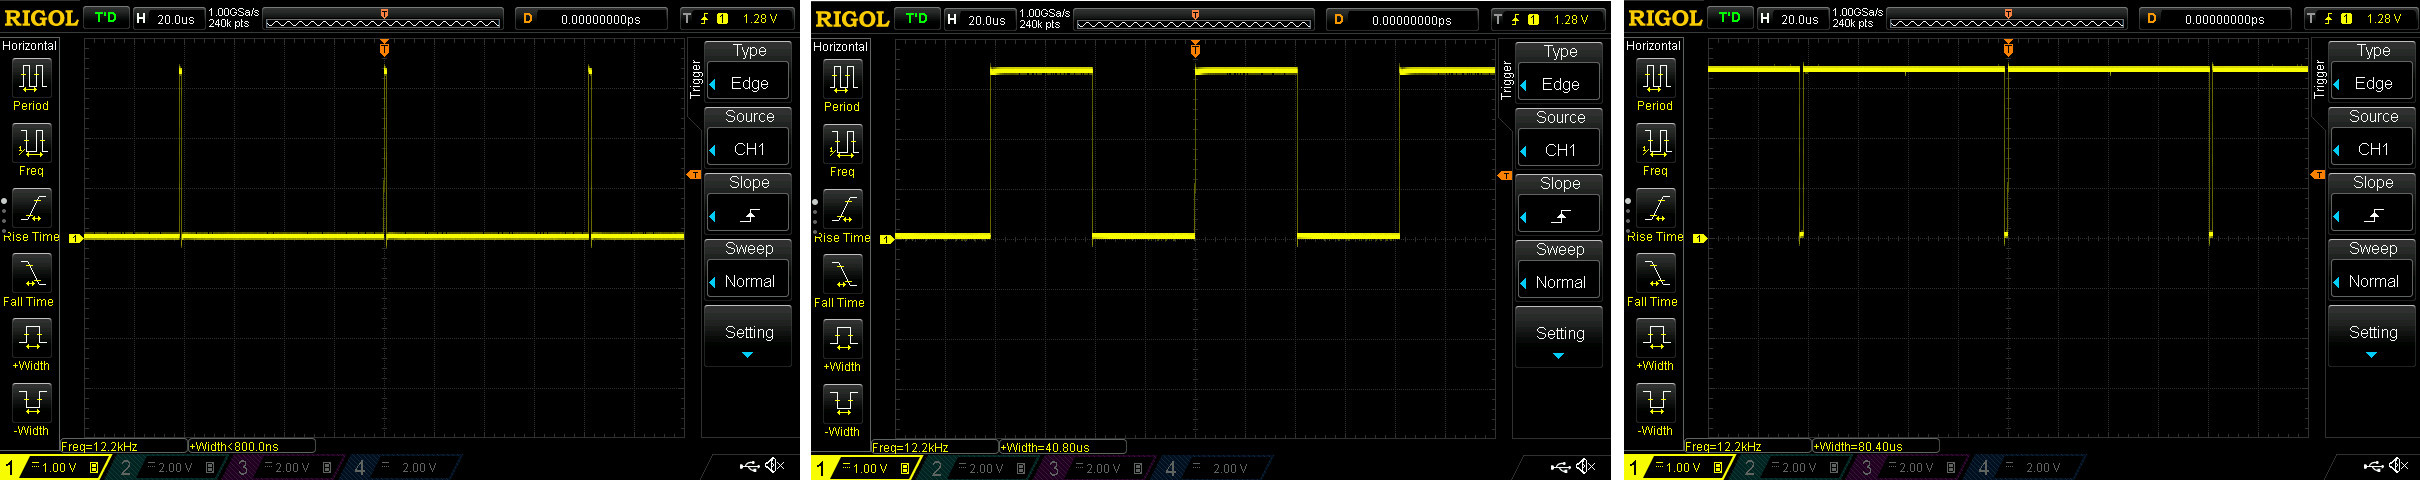 RIGOL T'D H 20.0us 1.00GSa/s 240k pts T D 0.00000000ps T 1 1.28 V
Horizontal
Period
Freq
Rise Time
Fall Time
+Width
-Width
T
1
T
Trigger
Type
Edge
Source
CH1
Slope
Sweep
Normal
Setting
Freq=12.2kHz +Width<800.0ns
1 1.00 V B 2 2.00 V B 3 2.00 V B 4 2.00 V
RIGOL T'D H 20.0us 1.00GSa/s 240k pts T D 0.00000000ps T 1 1.28 V
Horizontal
Period
Freq
Rise Time
Fall Time
+Width
-Width
T
1
T
Trigger
Type
Edge
Source
CH1
Slope
Sweep
Normal
Setting
Freq=12.2kHz +Width=40.80us
1 1.00 V B 2 2.00 V B 3 2.00 V B 4 2.00 V
RIGOL T'D H 20.0us 1.00GSa/s 240k pts T D 0.00000000ps T 1 1.28 V
Horizontal
Period
Freq
Rise Time
Fall Time
+Width
-Width
T
1
T
Trigger
Type
Edge
Source
CH1
Slope
Sweep
Normal
Setting
Freq=12.2kHz +Width=80.40us
1 1.00 V B 2 2.00 V B 3 2.00 V B 4 2.00 V